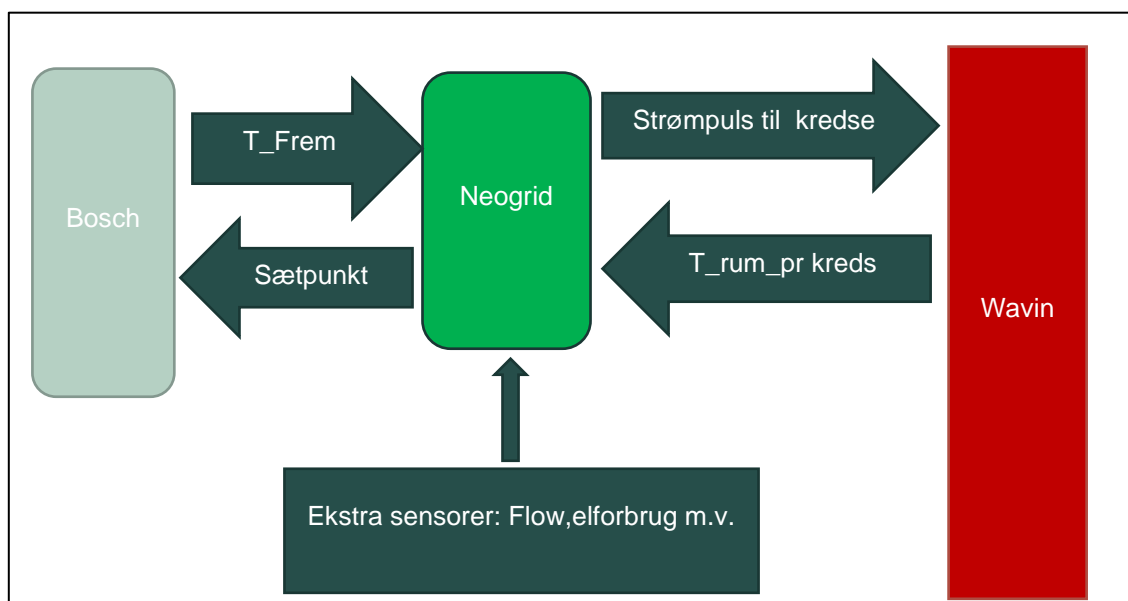 Bosch
T_Frem
Sætpunkt
Neogrid
Strømpuls til  kredse
T_rum_pr kreds
Wavin
Ekstra sensorer: Flow,elforbrug m.v.